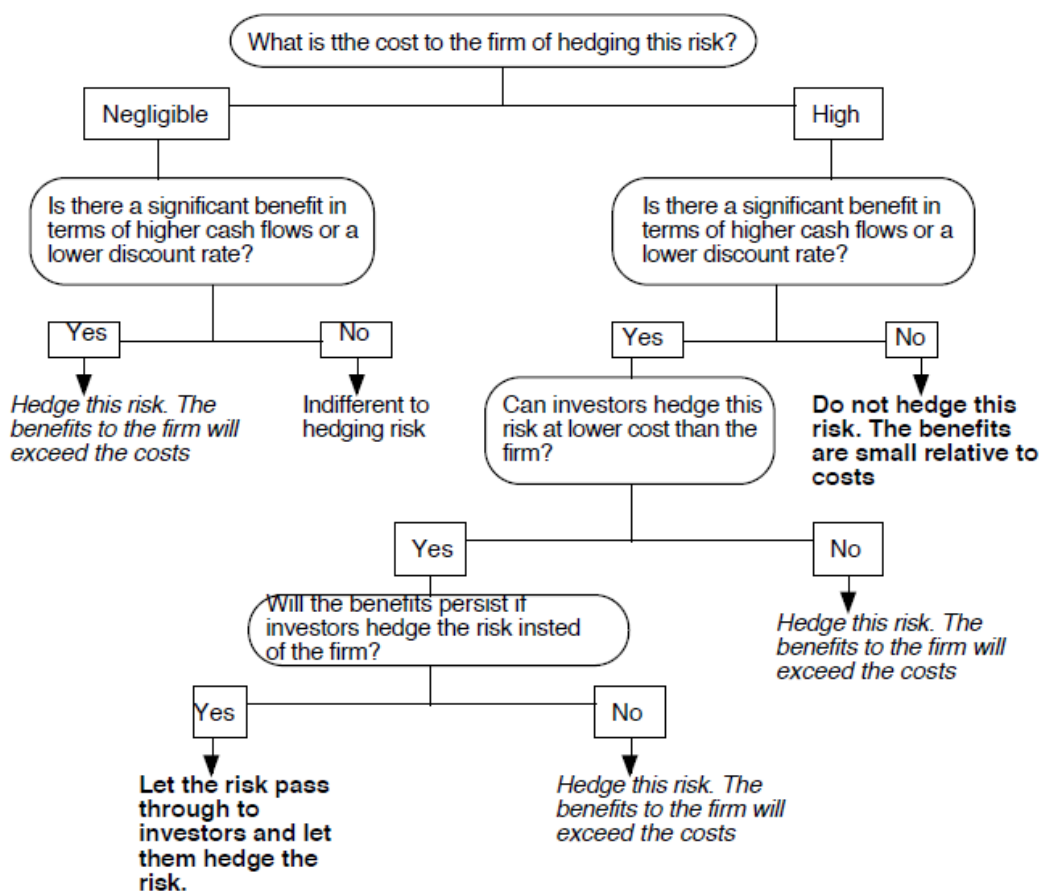 What is tthe cost to the firm of hedging this risk?
Negligible
High
Is there a significant benefit in
terms of higher cash flows or a
lower discount rate?
Is there a significant benefit in
terms of higher cash flows or a
lower discount rate?
Yes
No
Yes
No
Hedge this risk. The
benefits to the firm will
exceed the costs
Indifferent to
hedging risk
Can investors hedge this
risk at lower cost than the
firm?
Do not hedge this
risk. The benefits
are small relative to
costs
Yes
No
Will the benefits persist if
investors hedge the risk insted
of the firm?
Hedge this risk. The
benefits to the firm will
exceed the costs
Yes
No
Let the risk pass
through to
investors and let
them hedge the
risk.
Hedge this risk. The
benefits to the firm will
exceed the costs